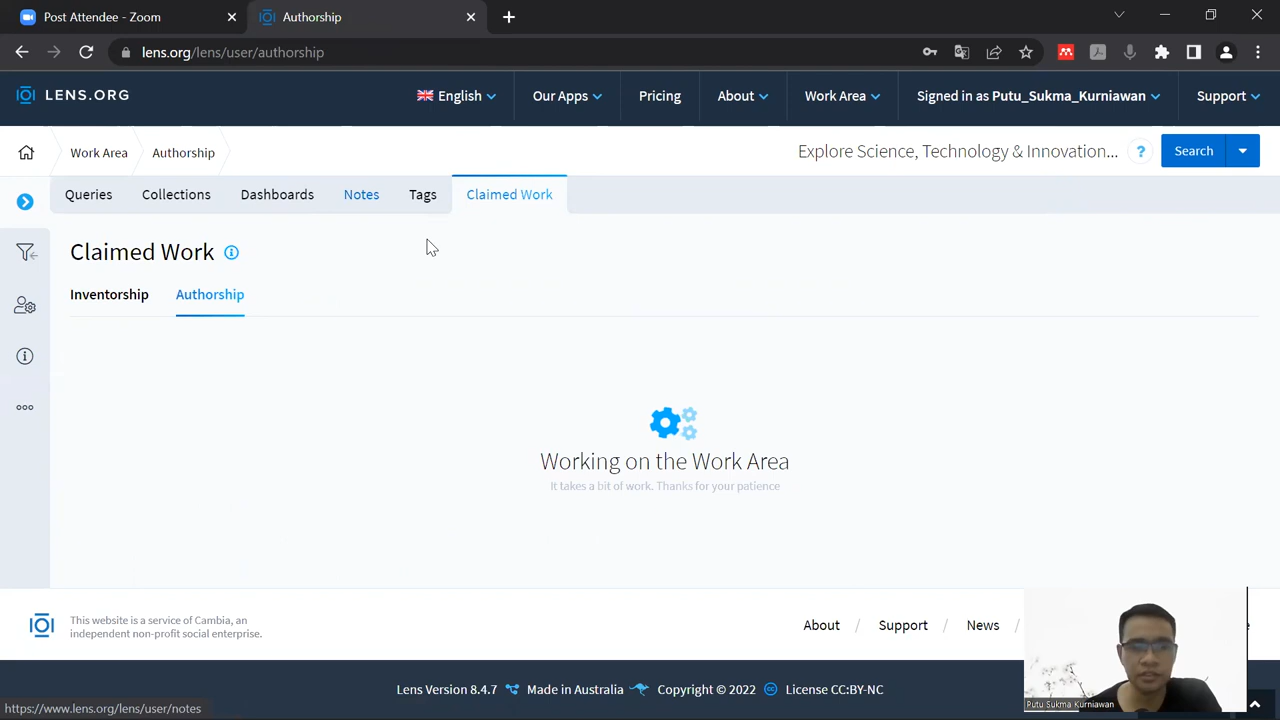 Post Attendee - Zoom
Authorship
lens.org/lens/user/authorship
LENS.ORG
English
Our Apps
Pricing
About
Work Area
Signed in as Putu_Sukma_Kurniawan
Support
Work Area
Authorship
Explore Science, Technology & Innovation...
?
Search
Queries
Collections
Dashboards
Notes
Tags
Claimed Work
Claimed Work
Inventorship
Authorship
Working on the Work Area
It takes a bit of work. Thanks for your patience
This website is a service of Cambia, an
independent non-profit social enterprise.
About / Support / News /
Lens Version 8.4.7 Made in Australia Copyright © 2022 License CC:BY-NC
Putu Sukma Kurniawan
https://www.lens.org/lens/user/notes